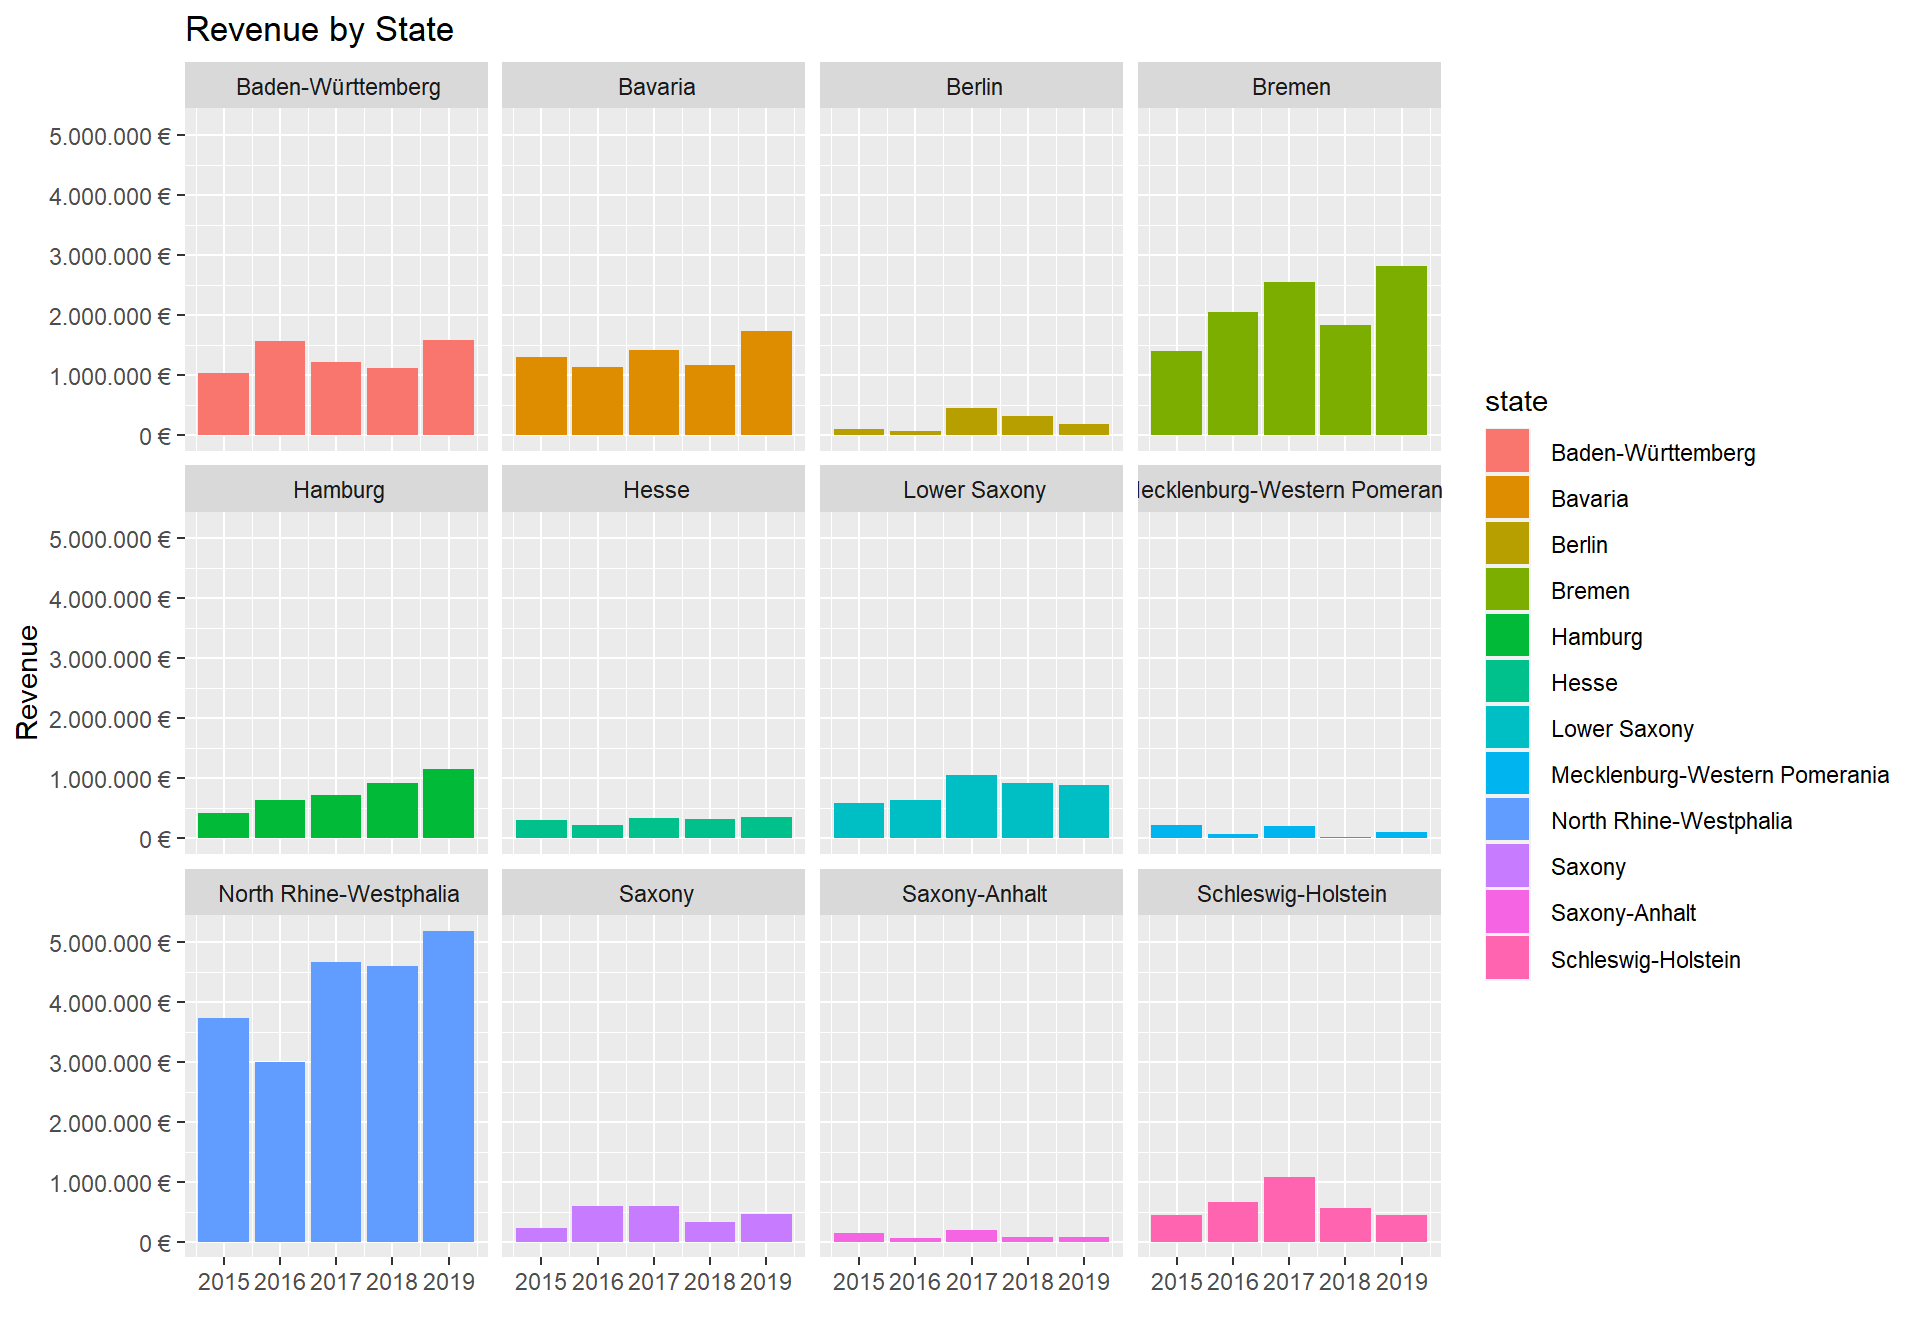 Revenue by State
Baden-Württemberg
Bavaria
Berlin
Bremen
5.000.000 €
4.000.000 €
3.000.000 €
2.000.000 €
1.000.000 €
0 €
Hamburg
Hesse
Lower Saxony
lecklenburg-Western Pomeran
5.000.000 €
4.000.000 €
3.000.000 €
2.000.000 €
1.000.000 €
0 €
North Rhine-Westphalia
Saxony
Saxony-Anhalt
Schleswig-Holstein
5.000.000 €
4.000.000 €
3.000.000 €
2.000.000 €
1.000.000 €
0 €
2015 2016 2017 2018 2019
2015 2016 2017 2018 2019
2015 2016 2017 2018 2019
2015 2016 2017 2018 2019
Revenue
state
Baden-Württemberg
Bavaria
Berlin
Bremen
Hamburg
Hesse
Lower Saxony
Mecklenburg-Western Pomerania
North Rhine-Westphalia
Saxony
Saxony-Anhalt
Schleswig-Holstein